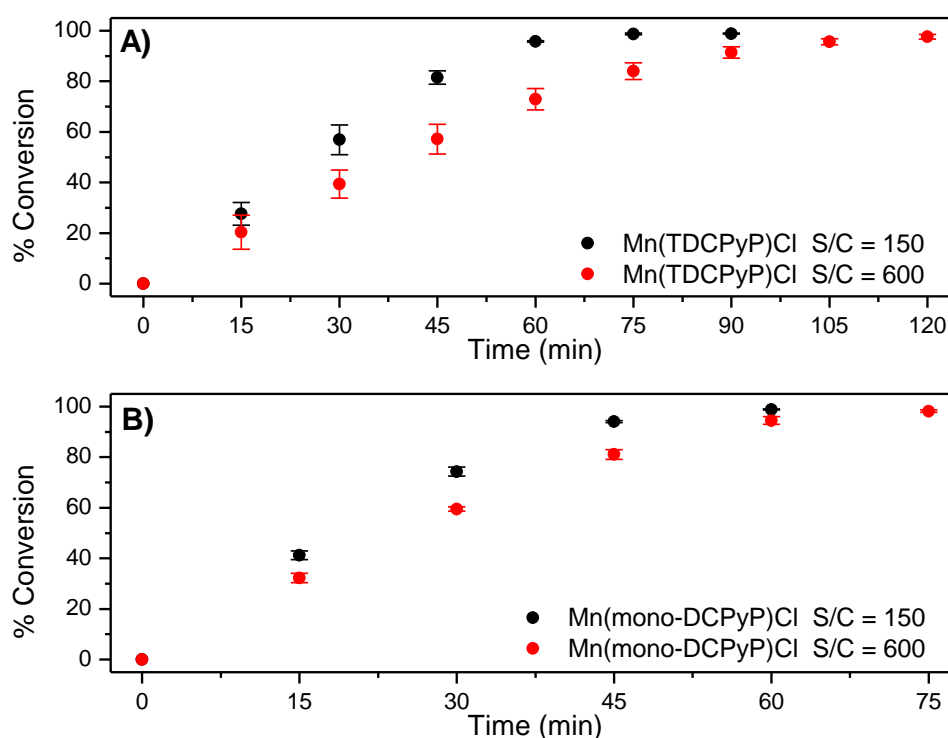 A)
% Conversion
100
80
60
40
20
0
Mn(TDCPyP)Cl S/C = 150
Mn(TDCPyP)Cl S/C = 600
0 15 30 45 60 75 90 105 120
Time (min)
B)
% Conversion
100
80
60
40
20
0
Mn(mono-DCPyP)Cl S/C = 150
Mn(mono-DCPyP)Cl S/C = 600
0 15 30 45 60 75
Time (min)